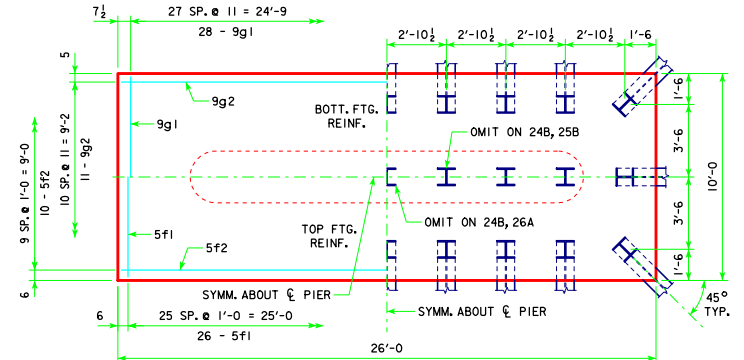 7½
27 SP. @ 11 = 24'-9
28 - 9g1
2'-10½
2'-10½
2'-10½
2'-10½
1'-6
5
9g2
9g1
BOTT. FTG.
REINF.
OMIT ON 24B, 25B
1'-6
3'-6
10'-0
3'-6
1'-6
9 SP. @ 1'-0 = 9'-0
10 - 5f2
10 SP. @ 11 = 9'-2
11 - 9g2
TOP FTG.
REINF.
OMIT ON 24B, 26A
5f1
5f2
6
SYMM. ABOUT ℄ PIER
SYMM. ABOUT ℄ PIER
45°
TYP.
6
25 SP. @ 1'-0 = 25'-0
26 - 5f1
26'-0